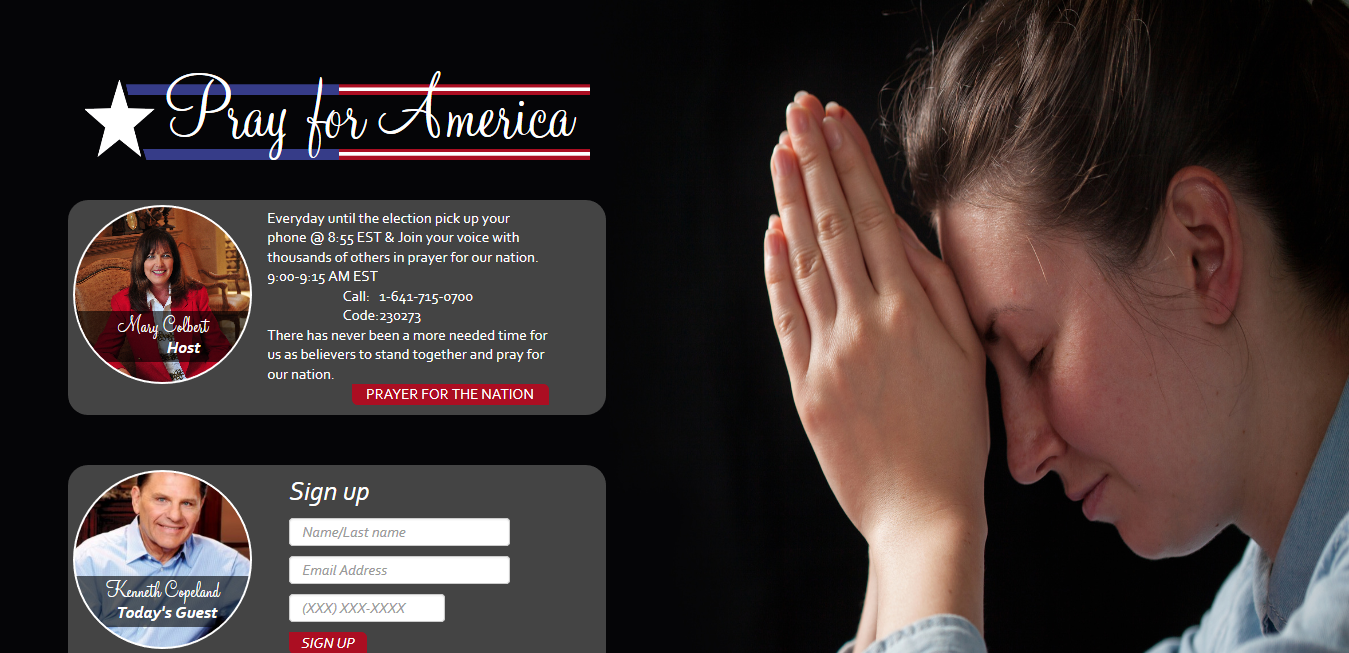 Pray for America
Everyday until the election pick up your
phone @ 8:55 EST & Join your voice with
thousands of others in prayer for our nation.
9:00-9:15 AM EST
Call: 1-641-715-0700
Code:230273
There has never been a more needed time for
us as believers to stand together and pray for
our nation.
PRAYER FOR THE NATION
Mary Colbert
Host
Sign up
Name/Last name
Email Address
(XXX) XXX-XXXX
SIGN UP
Kenneth Copeland
Today's Guest